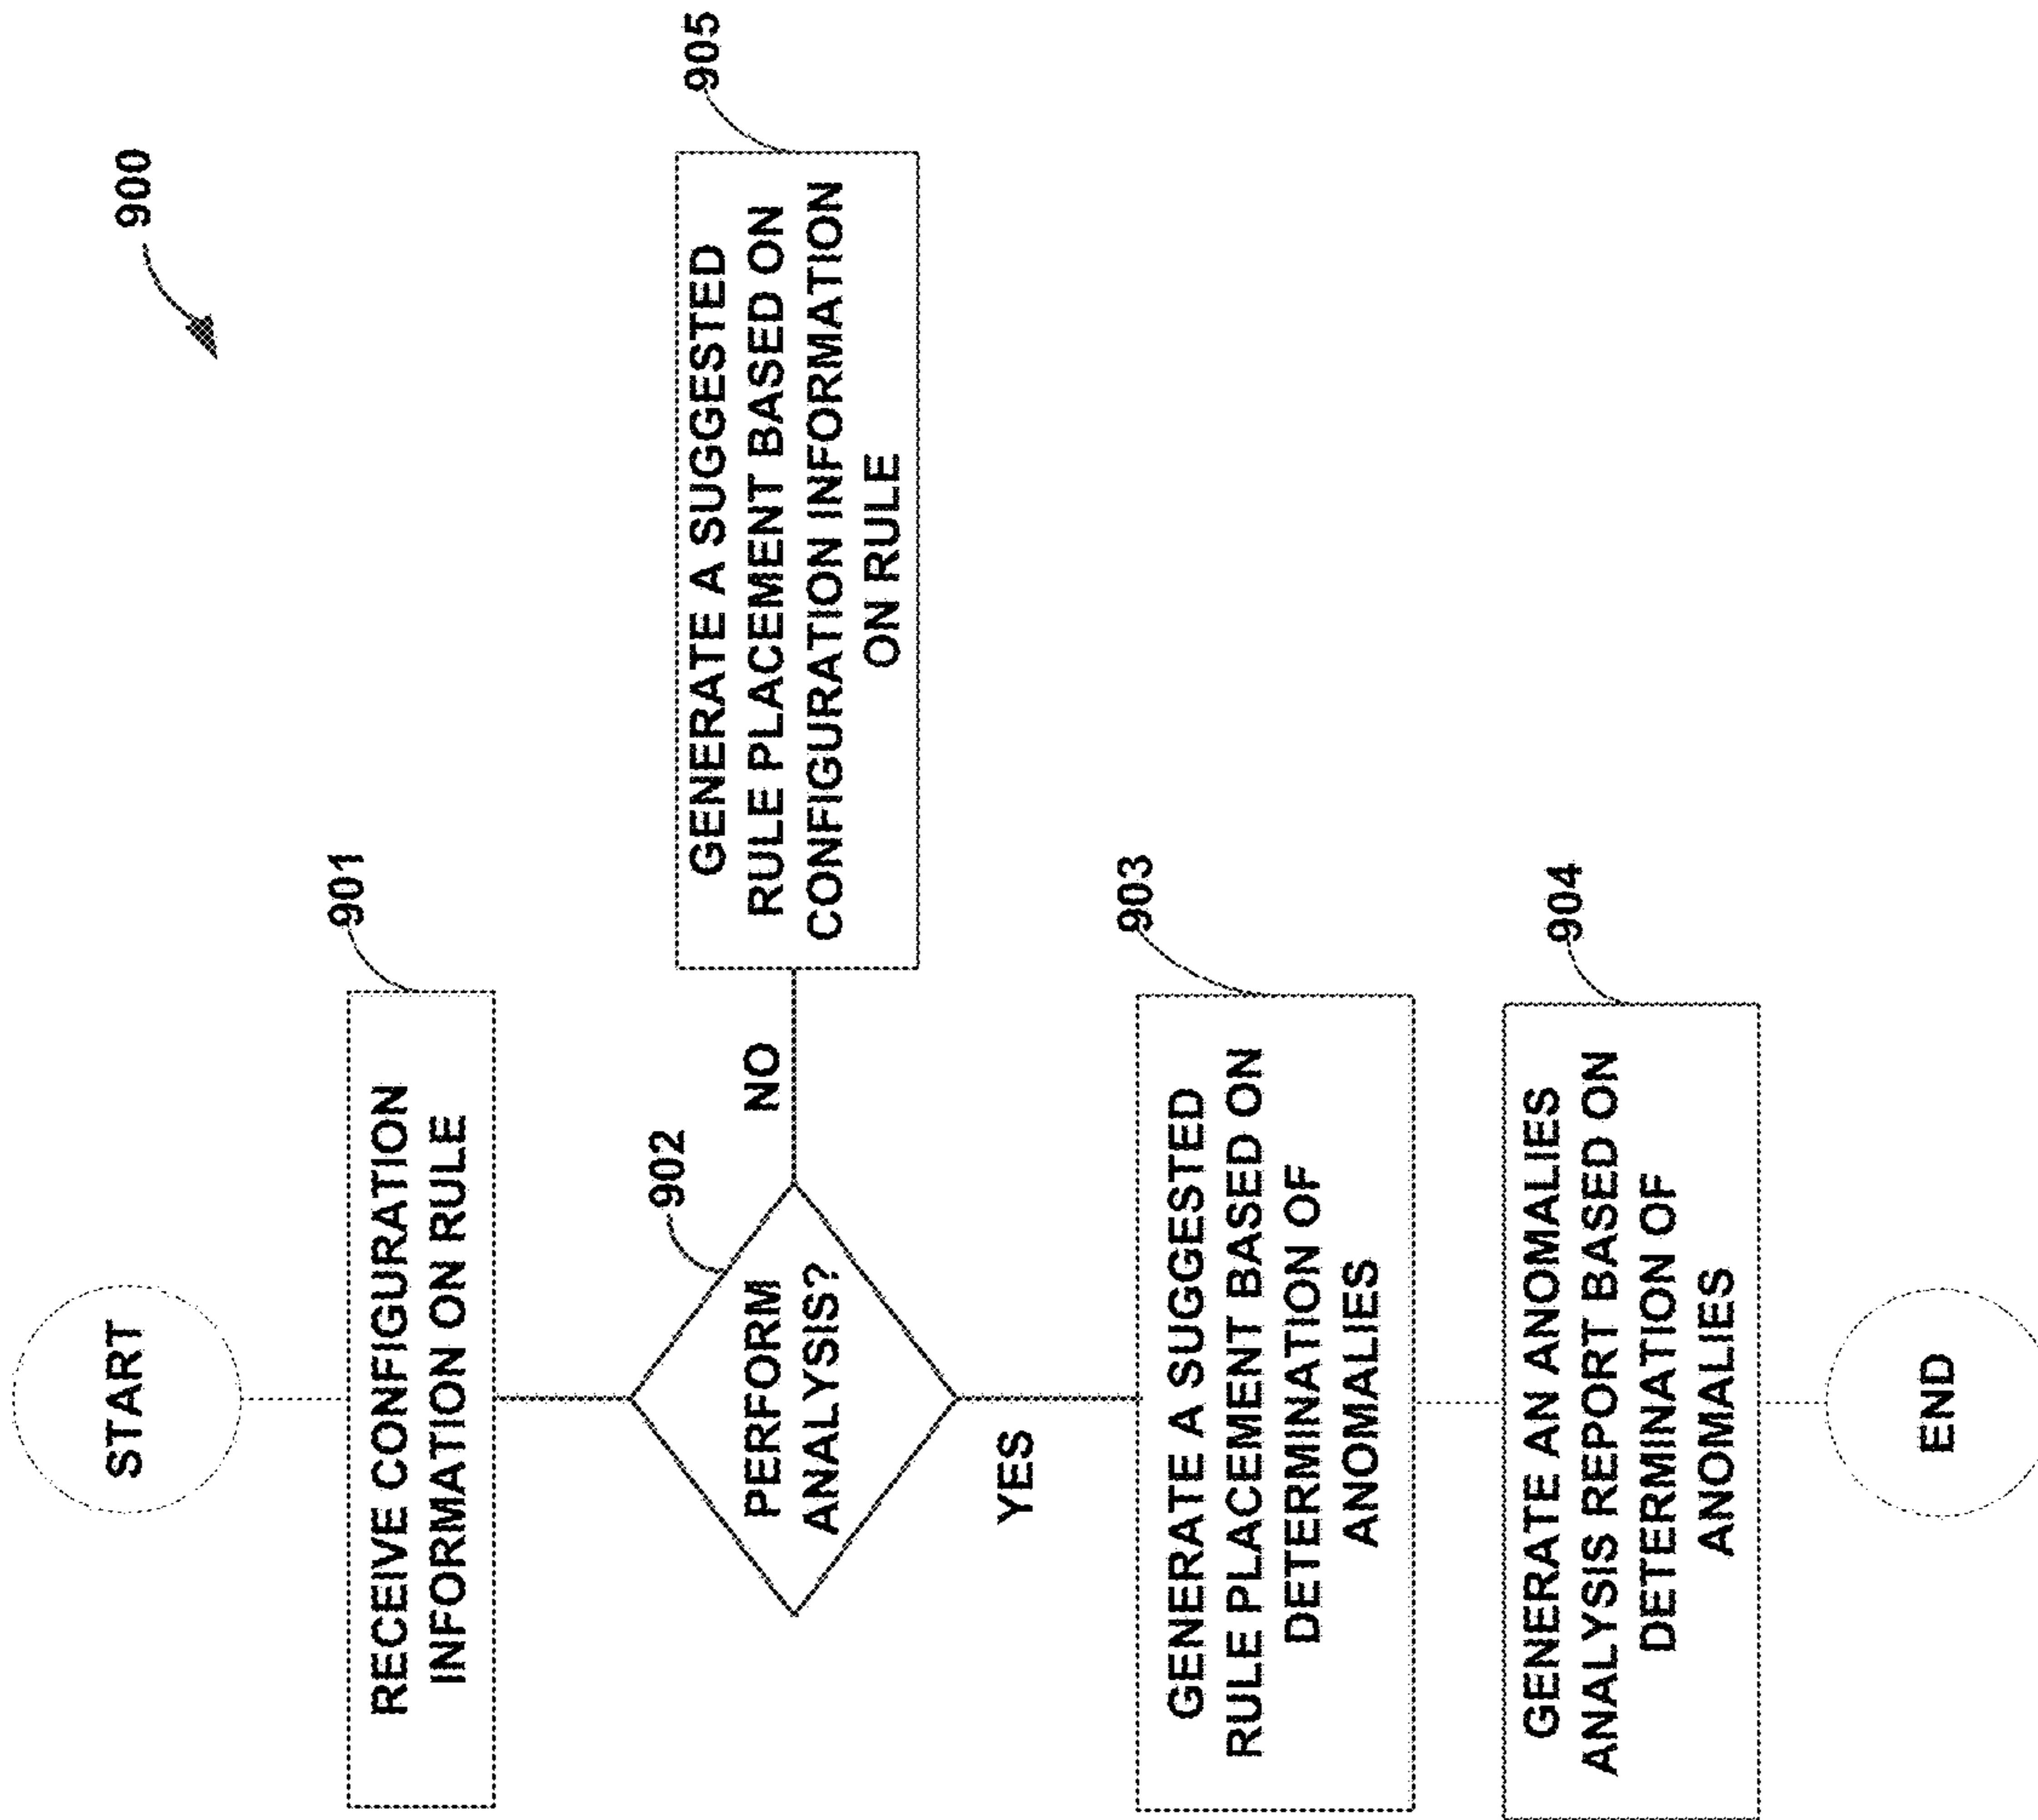 900
START
901
RECEIVE CONFIGURATION
INFORMATION ON RULE
902
PERFORM
ANALYSIS?
NO
905
GENERATE A SUGGESTED
RULE PLACEMENT BASED ON
CONFIGURATION INFORMATION
ON RULE
YES
903
GENERATE A SUGGESTED
RULE PLACEMENT BASED ON
DETERMINATION OF
ANOMALIES
904
GENERATE AN ANOMALIES
ANALYSIS REPORT BASED ON
DETERMINATION OF
ANOMALIES
END